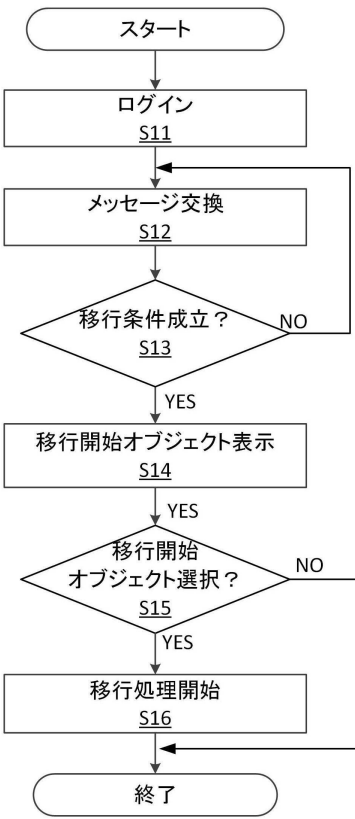 スタート
ログイン
S11
メッセージ交換
S12
移行条件成立？
S13
NO
YES
移行開始オブジェクト表示
S14
YES
移行開始
オブジェクト選択？
S15
NO
YES
移行処理開始
S16
終了